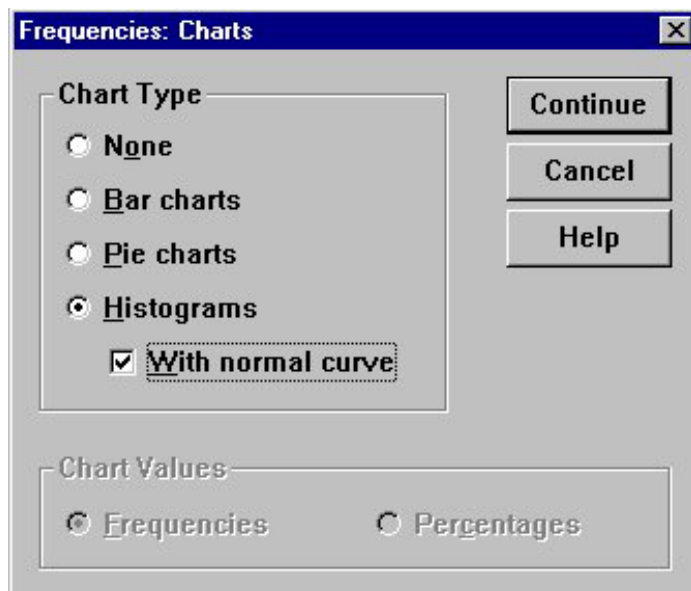 Frequencies: Charts
Chart Type
None
Bar charts
Pie charts
Histograms
With normal curve
Continue
Cancel
Help
Chart Values
Frequencies
Percentages